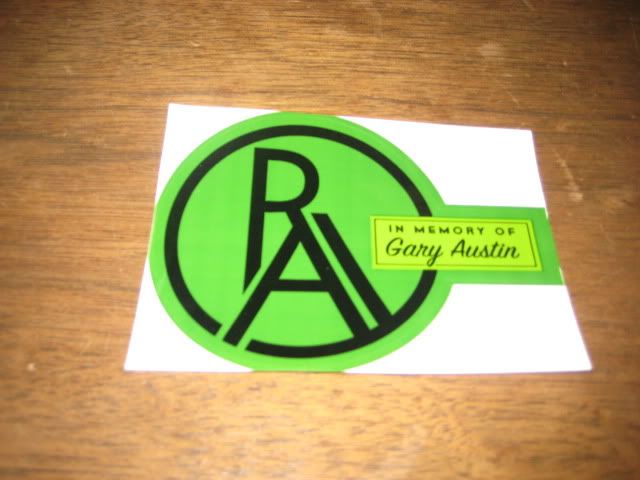 RA
IN MEMORY OF
Gary Austin